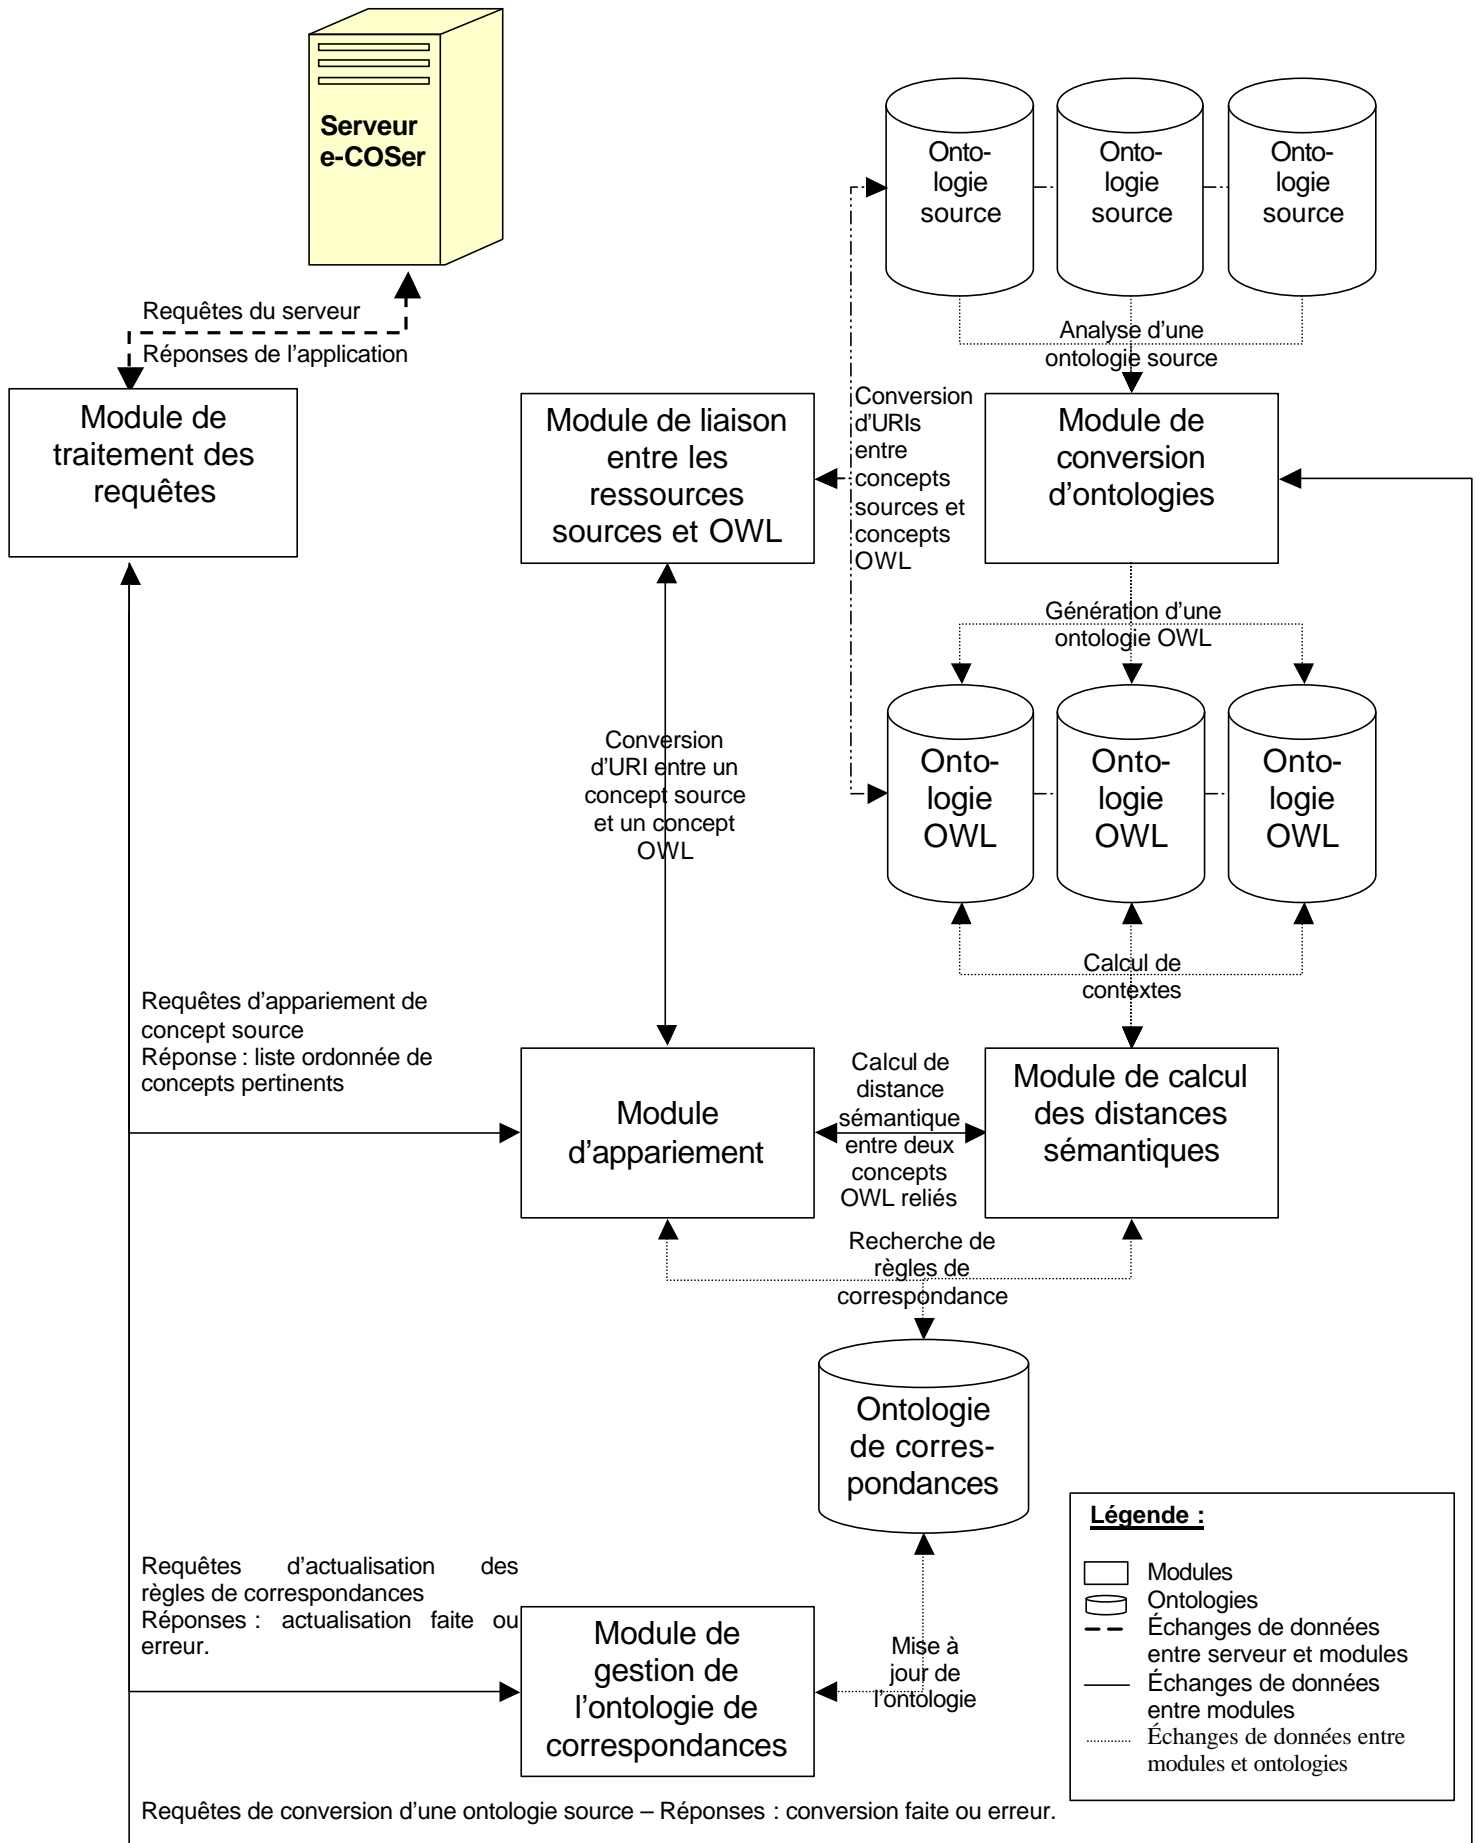 Serveur
e-COSer
Onto-
logie
source
Onto-
logie
source
Onto-
logie
source
Requêtes du serveur
Réponses de l'application
Analyse d'une
ontologie source
Module de
traitement des
requêtes
Module de liaison
entre les
ressources
sources et OWL
Conversion
d'URIs
entre
concepts
sources et
concepts
OWL
Module de
conversion
d'ontologies
Génération d'une
ontologie OWL
Conversion
d'URI entre un
concept source
et un concept
OWL
Onto-
logie
OWL
Onto-
logie
OWL
Onto-
logie
OWL
Calcul de
contextes
Requêtes d'appariement de
concept source
Réponse : liste ordonnée de
concepts pertinents
Module
d'appariement
Calcul de
distance
sémantique
entre deux
concepts
OWL reliés
Module de calcul
des distances
sémantiques
Recherche de
règles de
correspondance
Ontologie
de corres-
pondances
Requêtes d'actualisation des
règles de correspondances
Réponses : actualisation faite ou
erreur.
Module de
gestion de
l'ontologie de
correspondances
Mise à
jour de
l'ontologie
Légende :
Modules
Ontologies
Échanges de données
entre serveur et modules
Échanges de données
entre modules
Échanges de données entre
modules et ontologies
Requêtes de conversion d'une ontologie source – Réponses : conversion faite ou erreur.